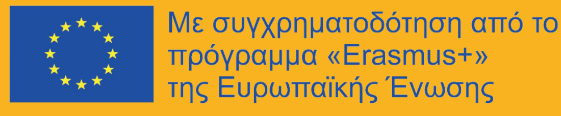 Με συγχρηματοδότηση από το
πρόγραμμα «Erasmus+»
της Ευρωπαϊκής Ένωσης